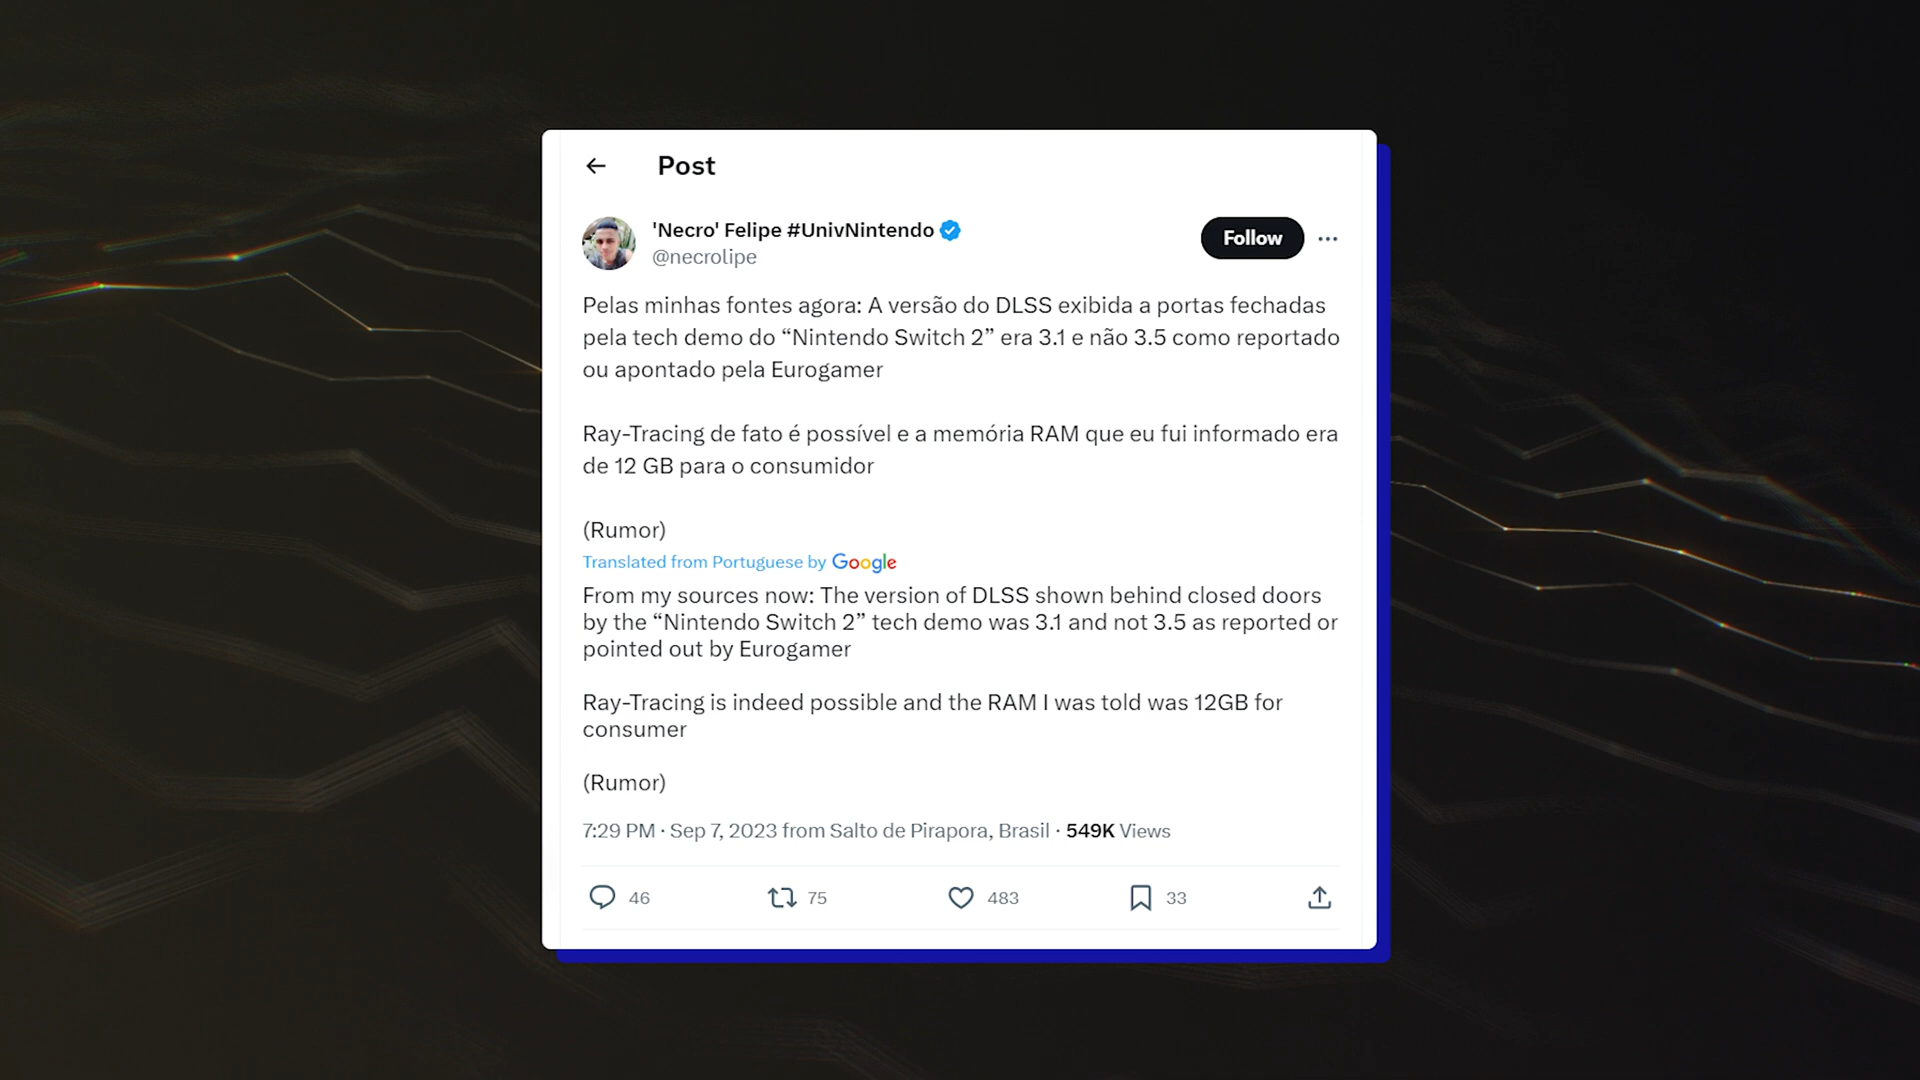 Post
'Necro' Felipe #UnivNintendo
@necrolipe
Follow
Pelas minhas fontes agora: A versão do DLSS exibida a portas fechadas
pela tech demo do “Nintendo Switch 2” era 3.1 e não 3.5 como reportado
ou apontado pela Eurogamer
Ray-Tracing de fato é possível e a memória RAM que eu fui informado era
de 12 GB para o consumidor
(Rumor)
Translated from Portuguese by Google
From my sources now: The version of DLSS shown behind closed doors
by the “Nintendo Switch 2” tech demo was 3.1 and not 3.5 as reported or
pointed out by Eurogamer
Ray-Tracing is indeed possible and the RAM I was told was 12GB for
consumer
(Rumor)
7:29 PM · Sep 7, 2023 from Salto de Pirapora, Brasil · 549K Views
46 75 483 33